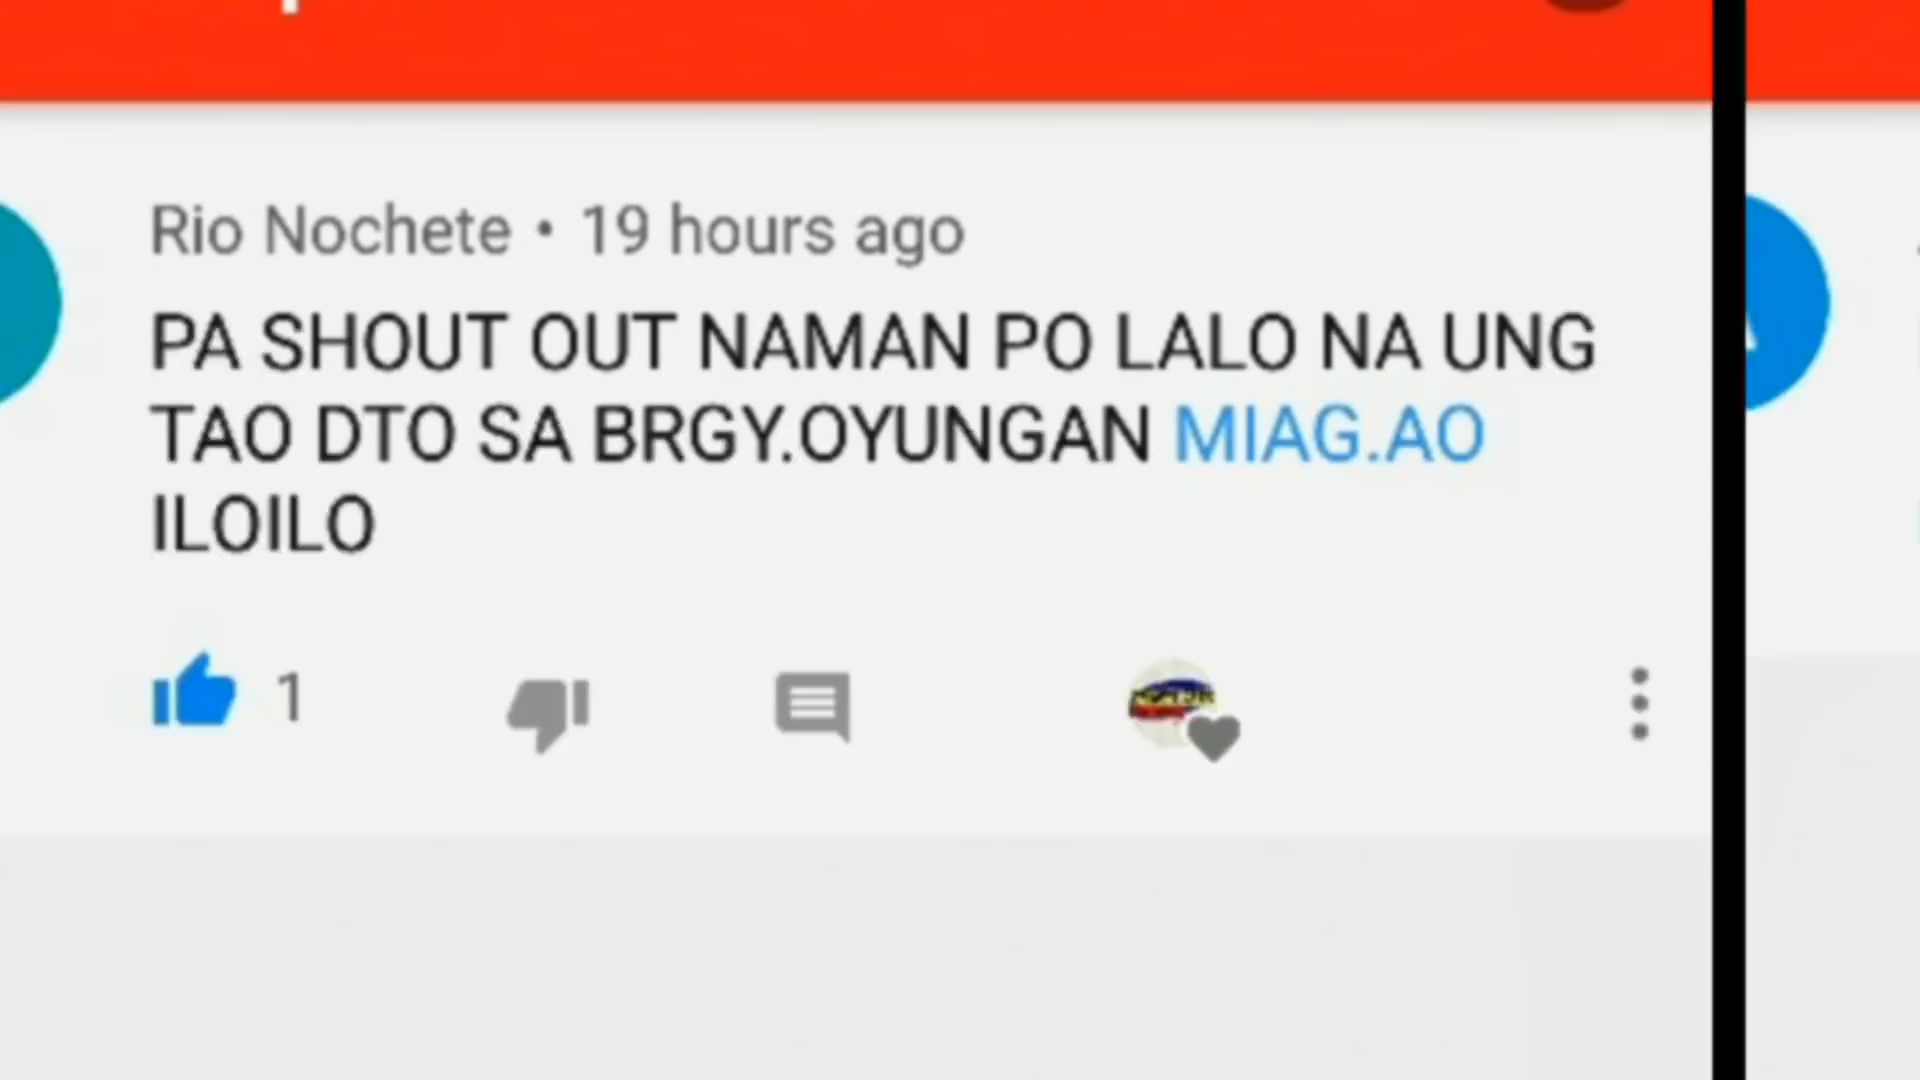 Rio Nochete • 19 hours ago
PA SHOUT OUT NAMAN PO LALO NA UNG
TAO DTO SA BRGY.OYUNGAN MIAG.AO
ILOILO
1